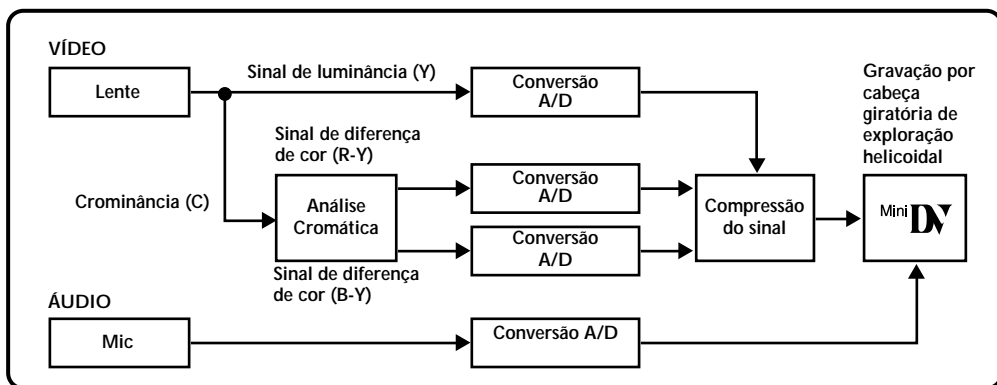 VÍDEO
Lente
Sinal de luminância (Y)
Conversão
A/D
Gravação por
cabeça
giratória de
exploração
helicoidal
Sinal de diferença
de cor (R-Y)
Crominância (C)
Análise
Cromática
Conversão
A/D
Conversão
A/D
Compressão
do sinal
Mini DV
Sinal de diferença
de cor (B-Y)
ÁUDIO
Mic
Conversão A/D